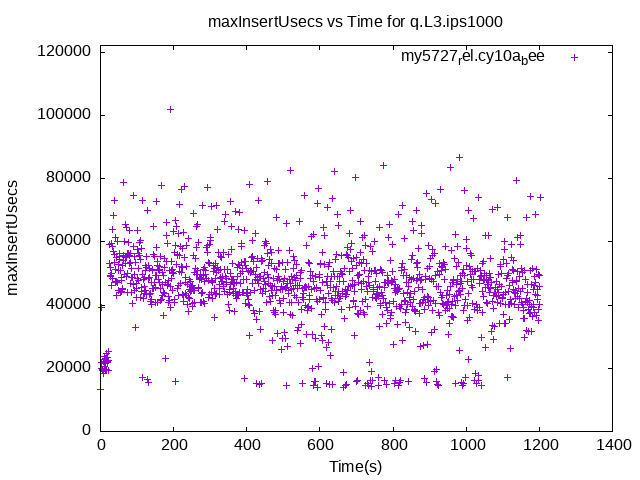 maxInsertUsecs vs Time for q.L3.ips1000
my5727rel.cy10abee
120000
100000
80000
60000
40000
20000
0
maxInsertUsecs
0 200 400 600 800 1000 1200 1400
Time(s)